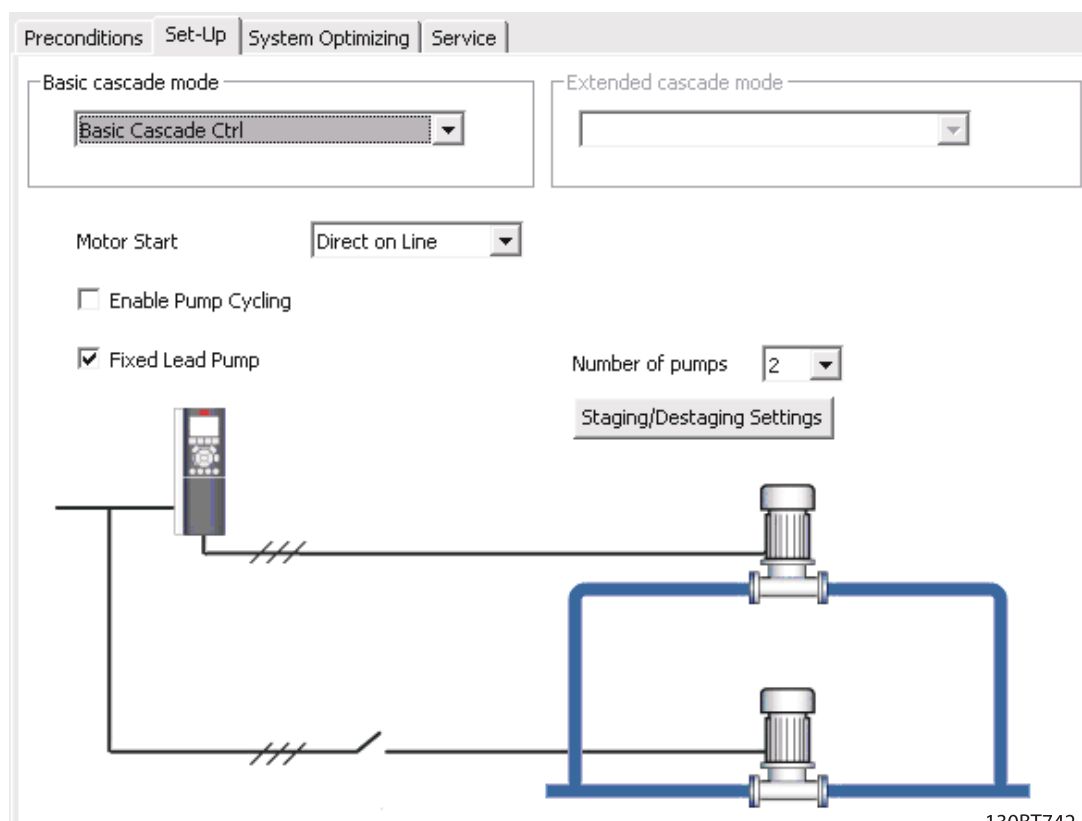 Preconditions Set-Up System Optimizing Service
Basic cascade mode
Basic Cascade Ctrl
Extended cascade mode
Motor Start Direct on Line
Enable Pump Cycling
Fixed Lead Pump
Number of pumps 2
Staging/Destaging Settings
130BT742